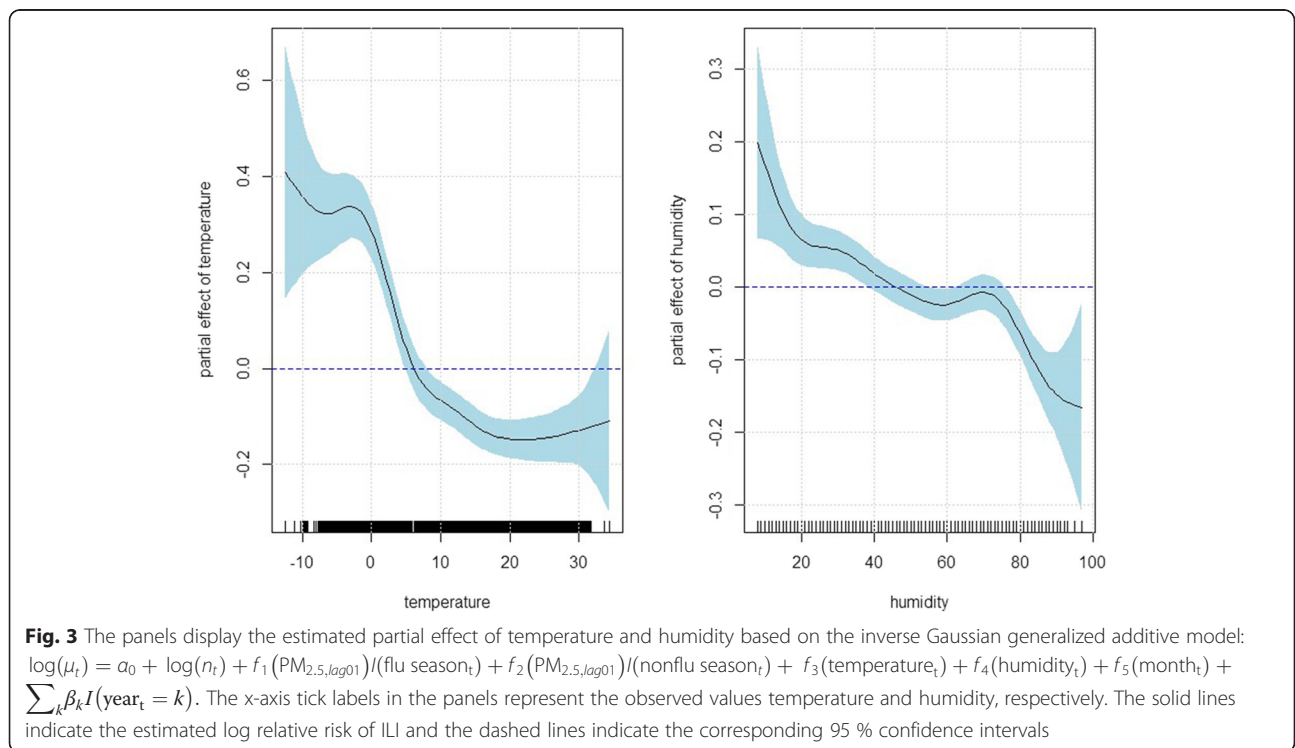 partial effect of temperature
0.6
0.4
0.2
0.0
-0.2
-10 0 10 20 30
temperature
partial effect of humidity
0.3
0.2
0.1
0.0
-0.1
-0.2
-0.3
20 40 60 80 100
humidity
Fig. 3 The panels display the estimated partial effect of temperature and humidity based on the inverse Gaussian generalized additive model:
log(μₜ) = a₀ + log(nₜ) + f₁(PM₂.₅,lag01)I(flu seasonₜ) + f₂(PM₂.₅,lag01)I(nonflu seasonₜ) + f₃(temperatureₜ) + f₄(humidityₜ) + f₅(monthₜ) +
∑ₖβₖI(yearₜ = k). The x-axis tick labels in the panels represent the observed values temperature and humidity, respectively. The solid lines
indicate the estimated log relative risk of ILI and the dashed lines indicate the corresponding 95 % confidence intervals